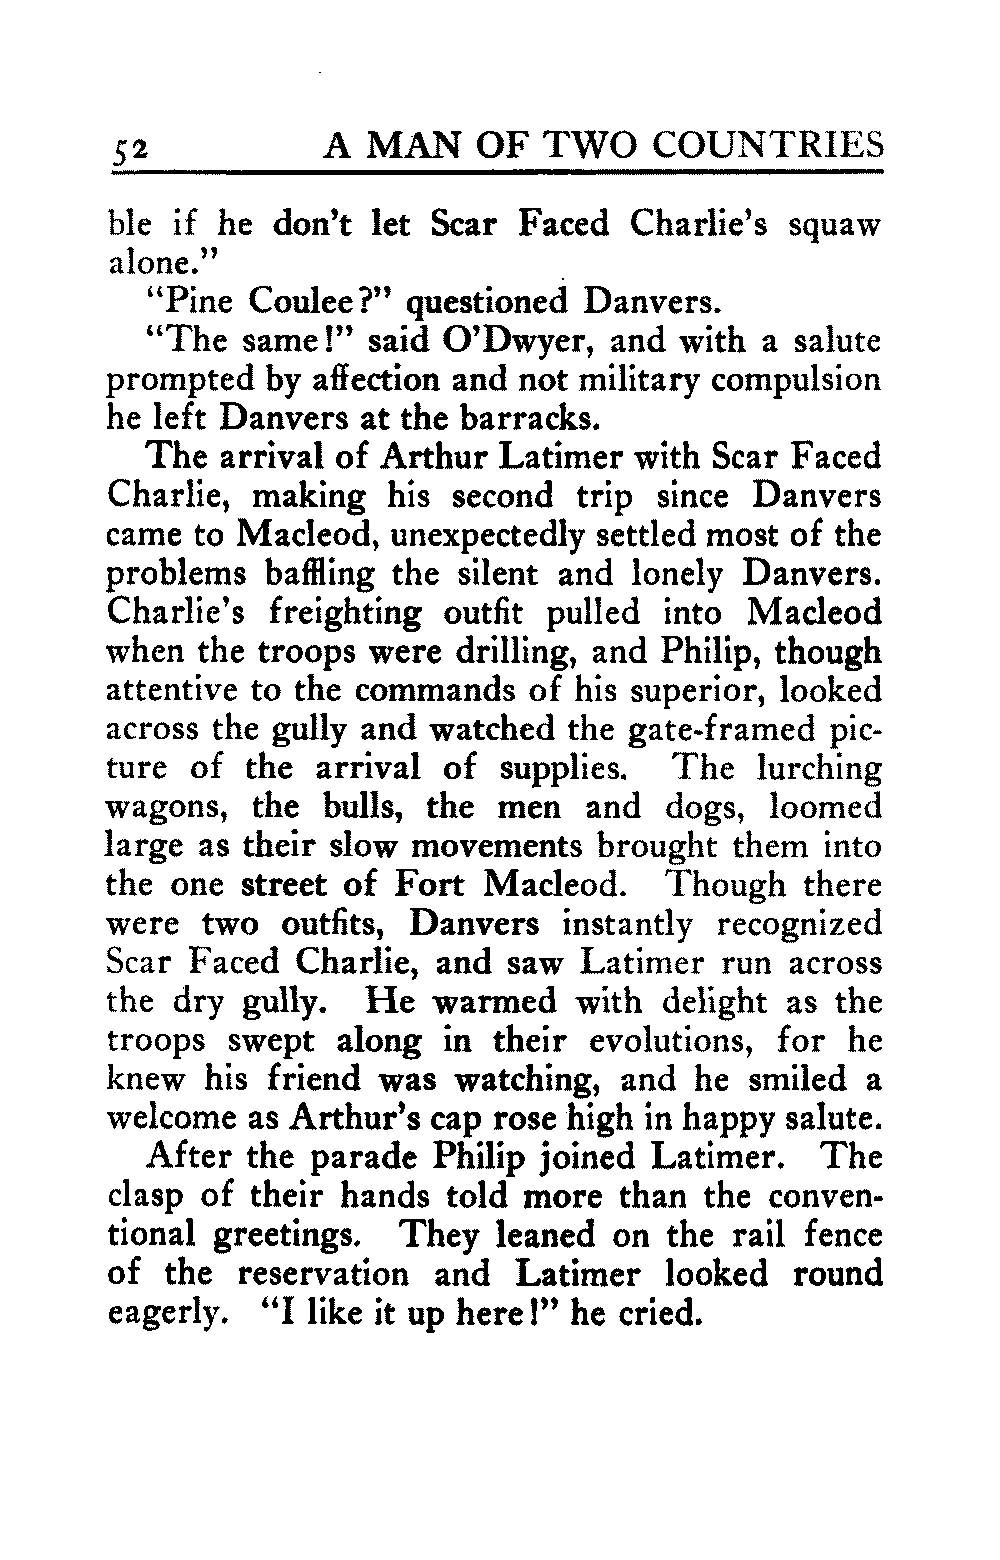 52 A MAN OF TWO COUNTRIES
ble if he don't let Scar Faced Charlie's squaw
alone."
"Pine Coulee?" questioned Danvers.
"The same!" said O'Dwyer, and with a salute
prompted by affection and not military compulsion
he left Danvers at the barracks.
The arrival of Arthur Latimer with Scar Faced
Charlie, making his second trip since Danvers
came to Macleod, unexpectedly settled most of the
problems baffling the silent and lonely Danvers.
Charlie's freighting outfit pulled into Macleod
when the troops were drilling, and Philip, though
attentive to the commands of his superior, looked
across the gully and watched the gate-framed pic-
ture of the arrival of supplies. The lurching
wagons, the bulls, the men and dogs, loomed
large as their slow movements brought them into
the one street of Fort Macleod. Though there
were two outfits, Danvers instantly recognized
Scar Faced Charlie, and saw Latimer run across
the dry gully. He warmed with delight as the
troops swept along in their evolutions, for he
knew his friend was watching, and he smiled a
welcome as Arthur's cap rose high in happy salute.
After the parade Philip joined Latimer. The
clasp of their hands told more than the conven-
tional greetings. They leaned on the rail fence
of the reservation and Latimer looked round
eagerly. "I like it up here!" he cried.